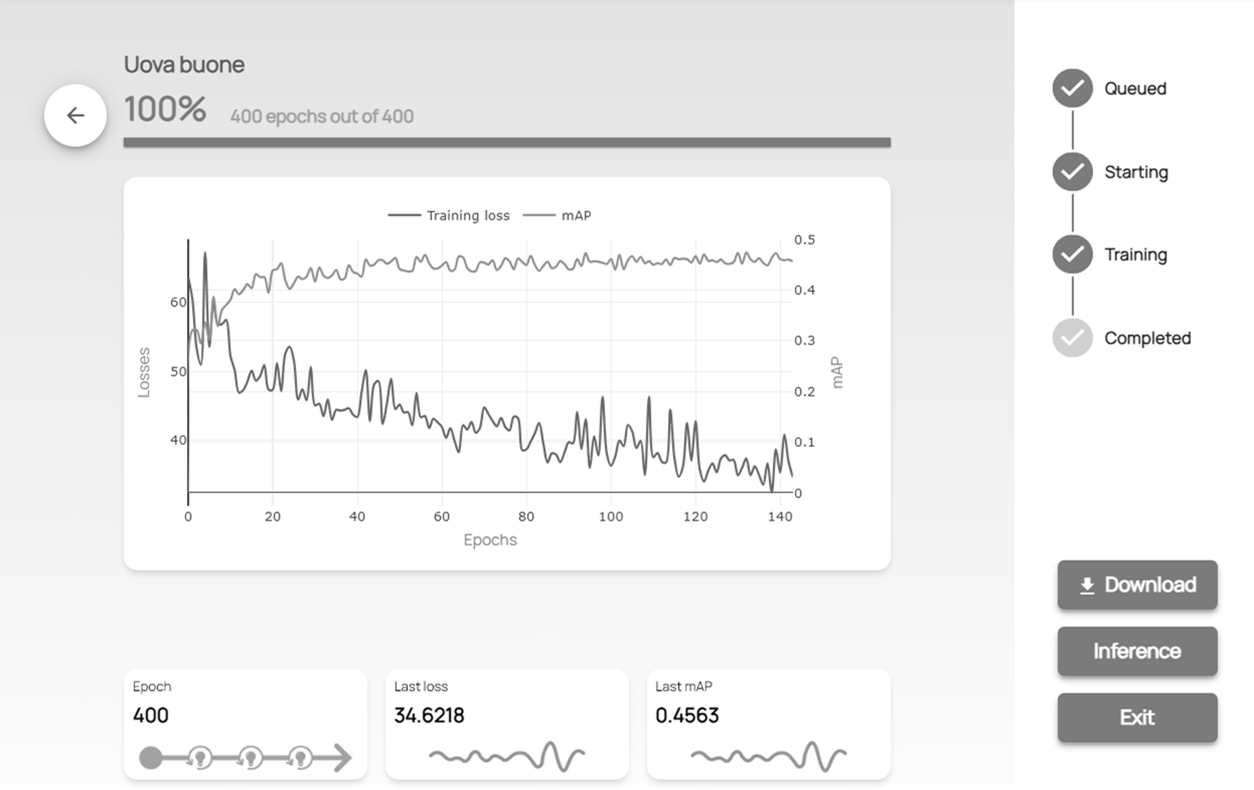 Uova buone
100% 400 epochs out of 400
Training loss mAP
0.5
0.4
0.3
0.2
0.1
0
60
50
40
Losses
mAP
0 20 40 60 80 100 120 140
Epochs
Epoch
400
Last loss
34.6218
Last mAP
0.4563
Queued
Starting
Training
Completed
Download
Inference
Exit